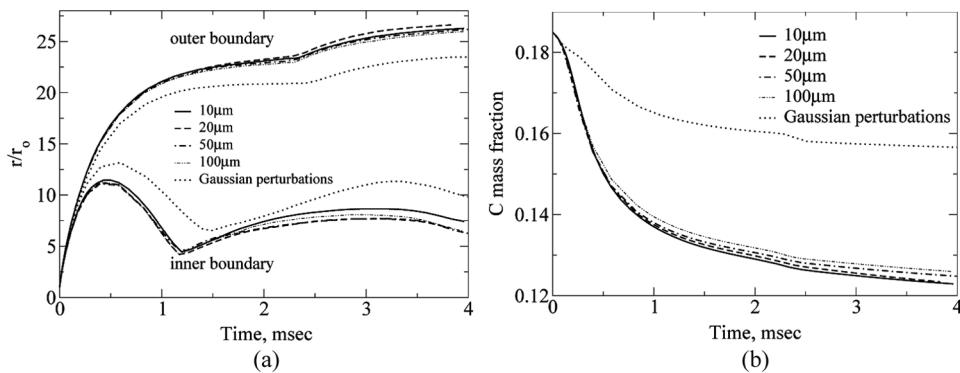 25
20
15
10
5
1
r/r_o
outer boundary
10μm
20μm
50μm
100μm
Gaussian perturbations
inner boundary
0 1 2 3 4
Time, msec
(a)
0.18
0.16
0.14
0.12
C mass fraction
10μm
20μm
50μm
100μm
Gaussian perturbations
0 1 2 3 4
Time, msec
(b)